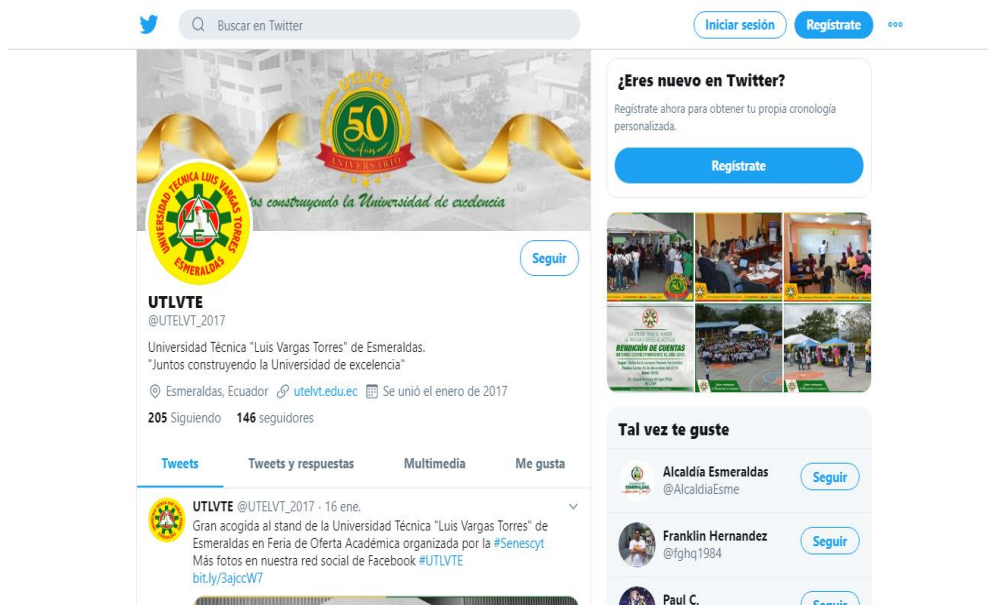 Buscar en Twitter
Iniciar sesión
Regístrate
UTLVTE
50
Años
ANIVERSARIO
os construyendo la Universidad de excelencia
UNIVERSIDAD TÉCNICA LUIS VARGAS TORRES
ESMERALDAS
Seguir
UTLVTE
@UTELVT_2017
Universidad Técnica "Luis Vargas Torres" de Esmeraldas.
"Juntos construyendo la Universidad de excelencia"
Esmeraldas, Ecuador utelvt.edu.ec Se unió el enero de 2017
205 Siguiendo 146 seguidores
Tweets Tweets y respuestas Multimedia Me gusta
UTLVTE @UTELVT_2017 · 16 ene.
Gran acogida al stand de la Universidad Técnica "Luis Vargas Torres" de
Esmeraldas en Feria de Oferta Académica organizada por la #Senescyt
Más fotos en nuestra red social de Facebook #UTLVTE
bit.ly/3ajccW7
¿Eres nuevo en Twitter?
Regístrate ahora para obtener tu propia cronología
personalizada.
Regístrate
RENDICIÓN DE CUENTAS
Tal vez te guste
Alcaldía Esmeraldas
@AlcaldiaEsme
Seguir
Franklin Hernandez
@fghq1984
Seguir
Paul C.
Seguir